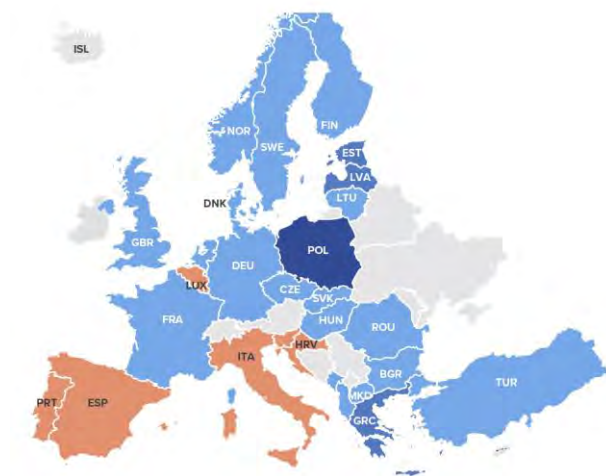 ISL
FIN
NOR
SWE
EST
LVA
LTU
DNK
GBR
POL
DEU
LUX
CZE
SVK
FRA
HUN
ROU
HRV
ITA
BGR
MKD
TUR
PRT
ESP
GRC